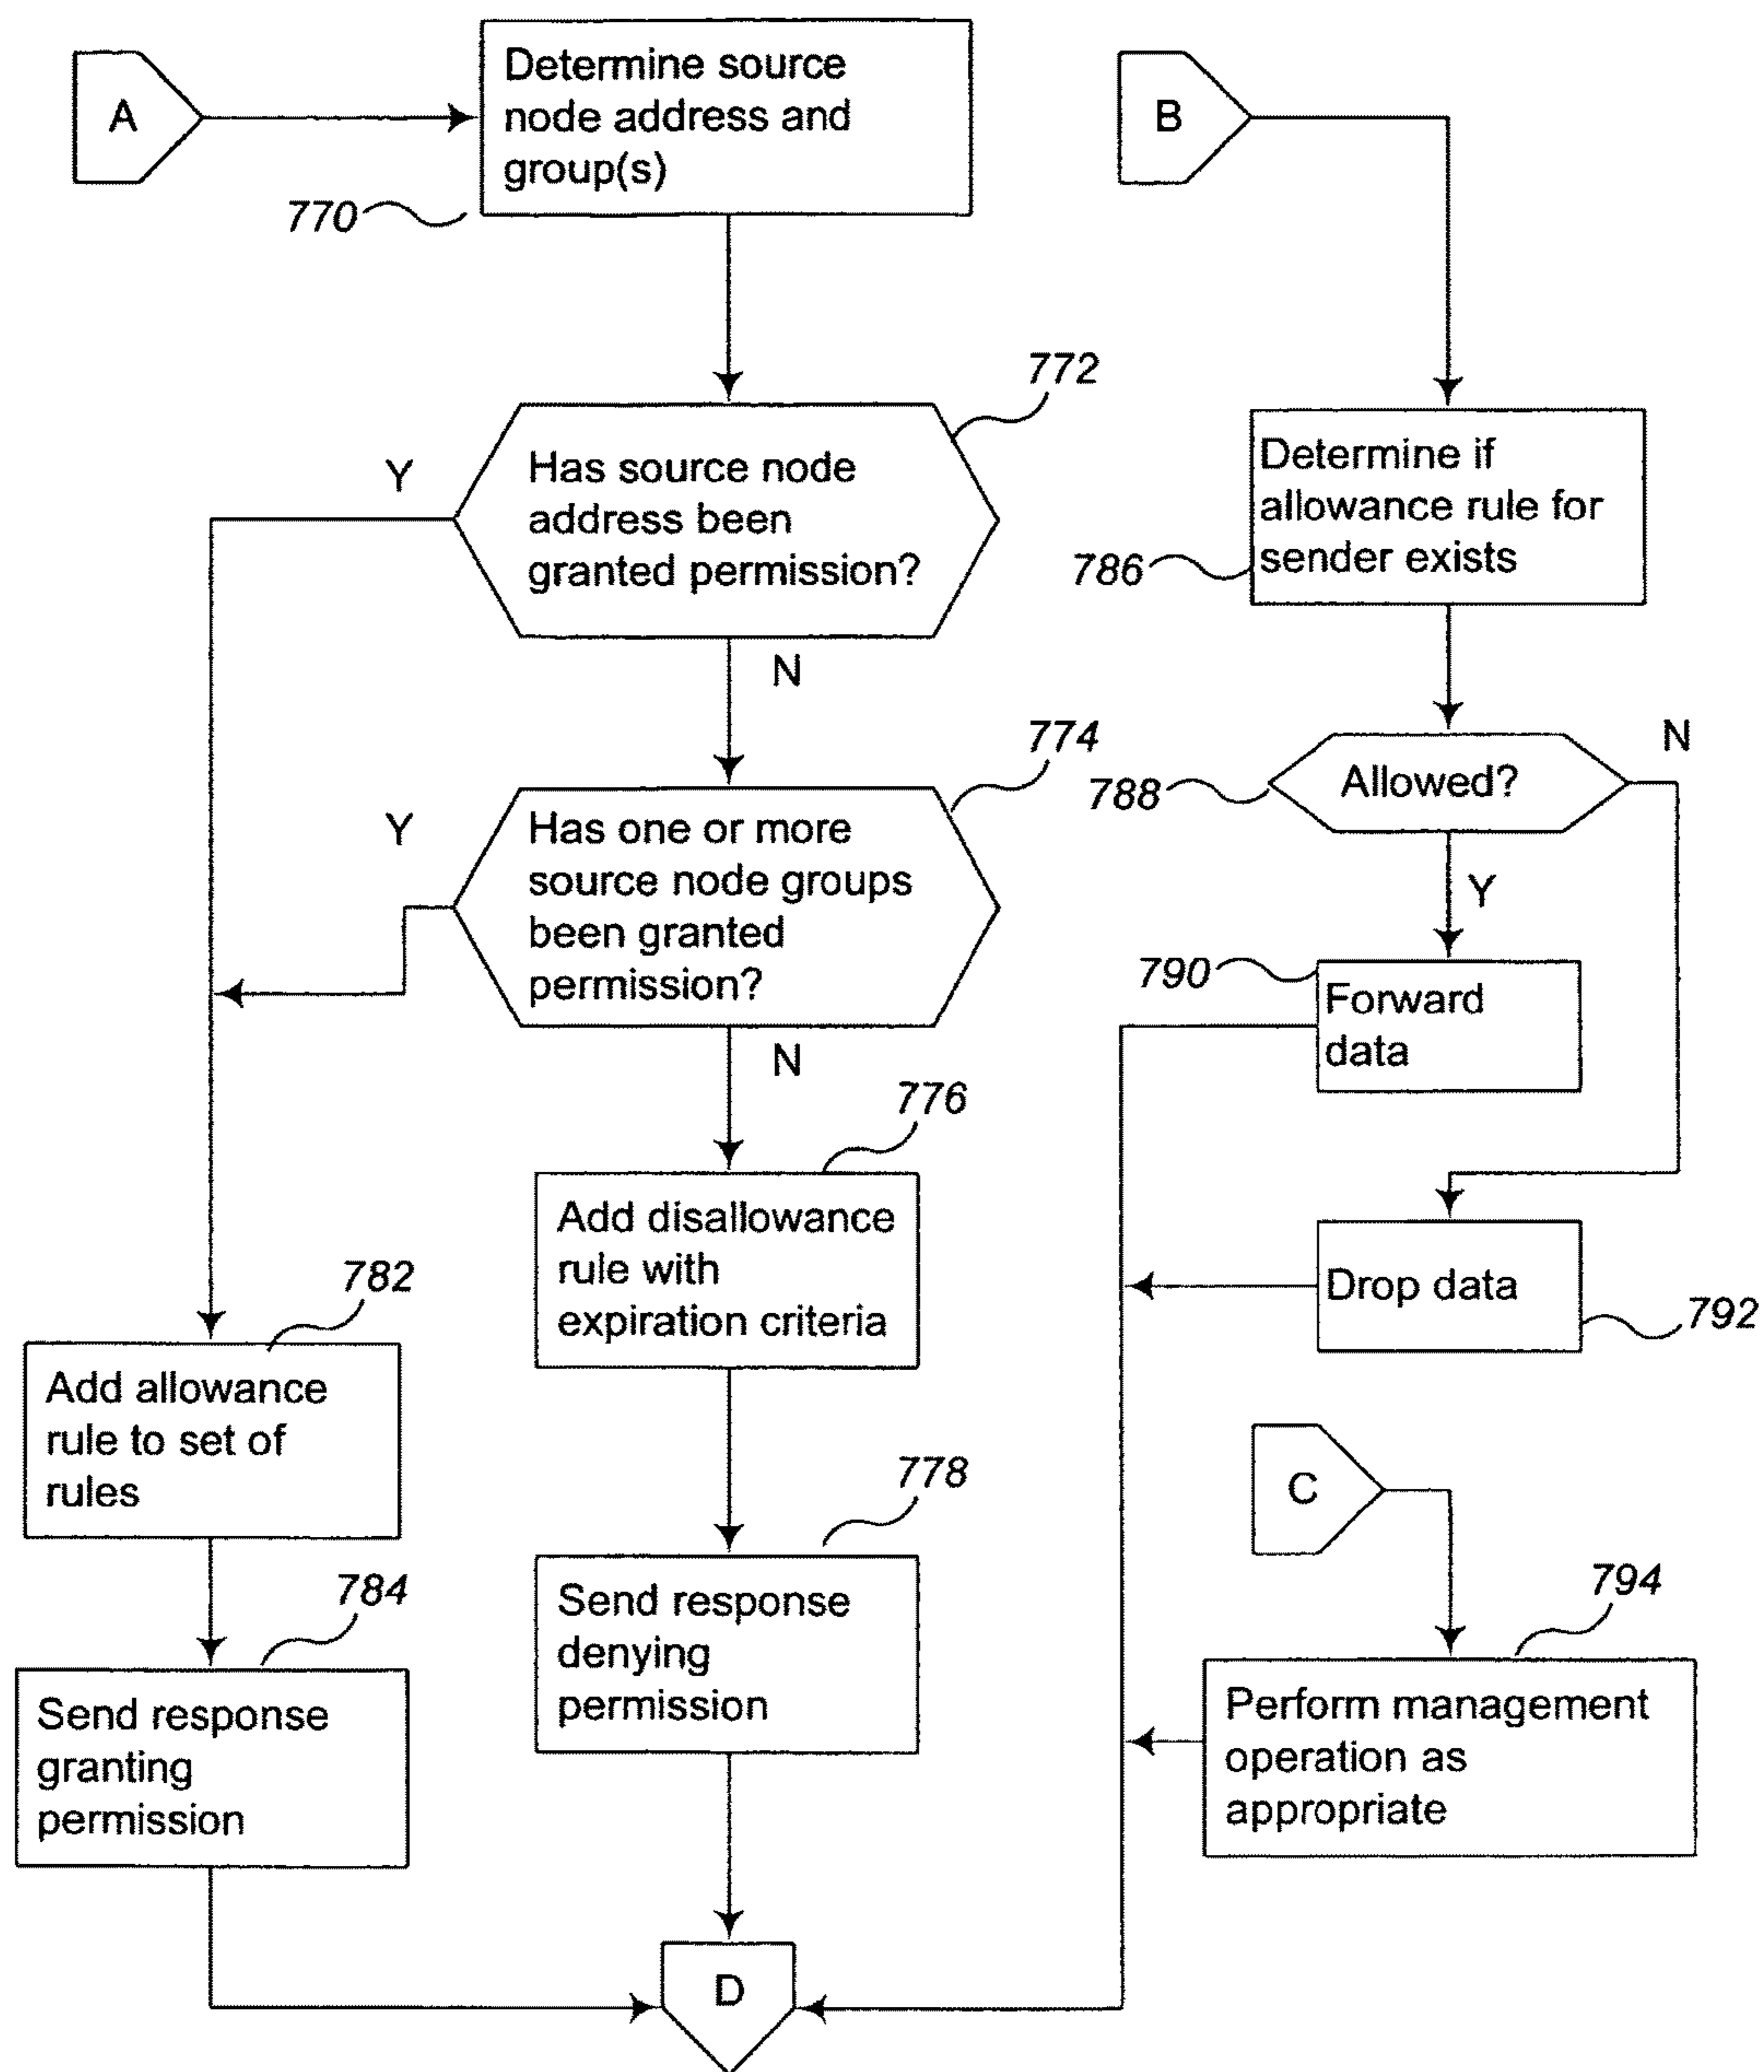 A
Determine source
node address and
group(s)
770
B
772
Has source node
address been
granted permission?
Y
N
Determine if
allowance rule for
sender exists
786
774
Has one or more
source node groups
been granted
permission?
Y
N
Allowed?
788
N
Y
790
Forward
data
776
Add disallowance
rule with
expiration criteria
Drop data
792
782
Add allowance
rule to set of
rules
778
Send response
denying
permission
C
784
Send response
granting
permission
794
Perform management
operation as
appropriate
D